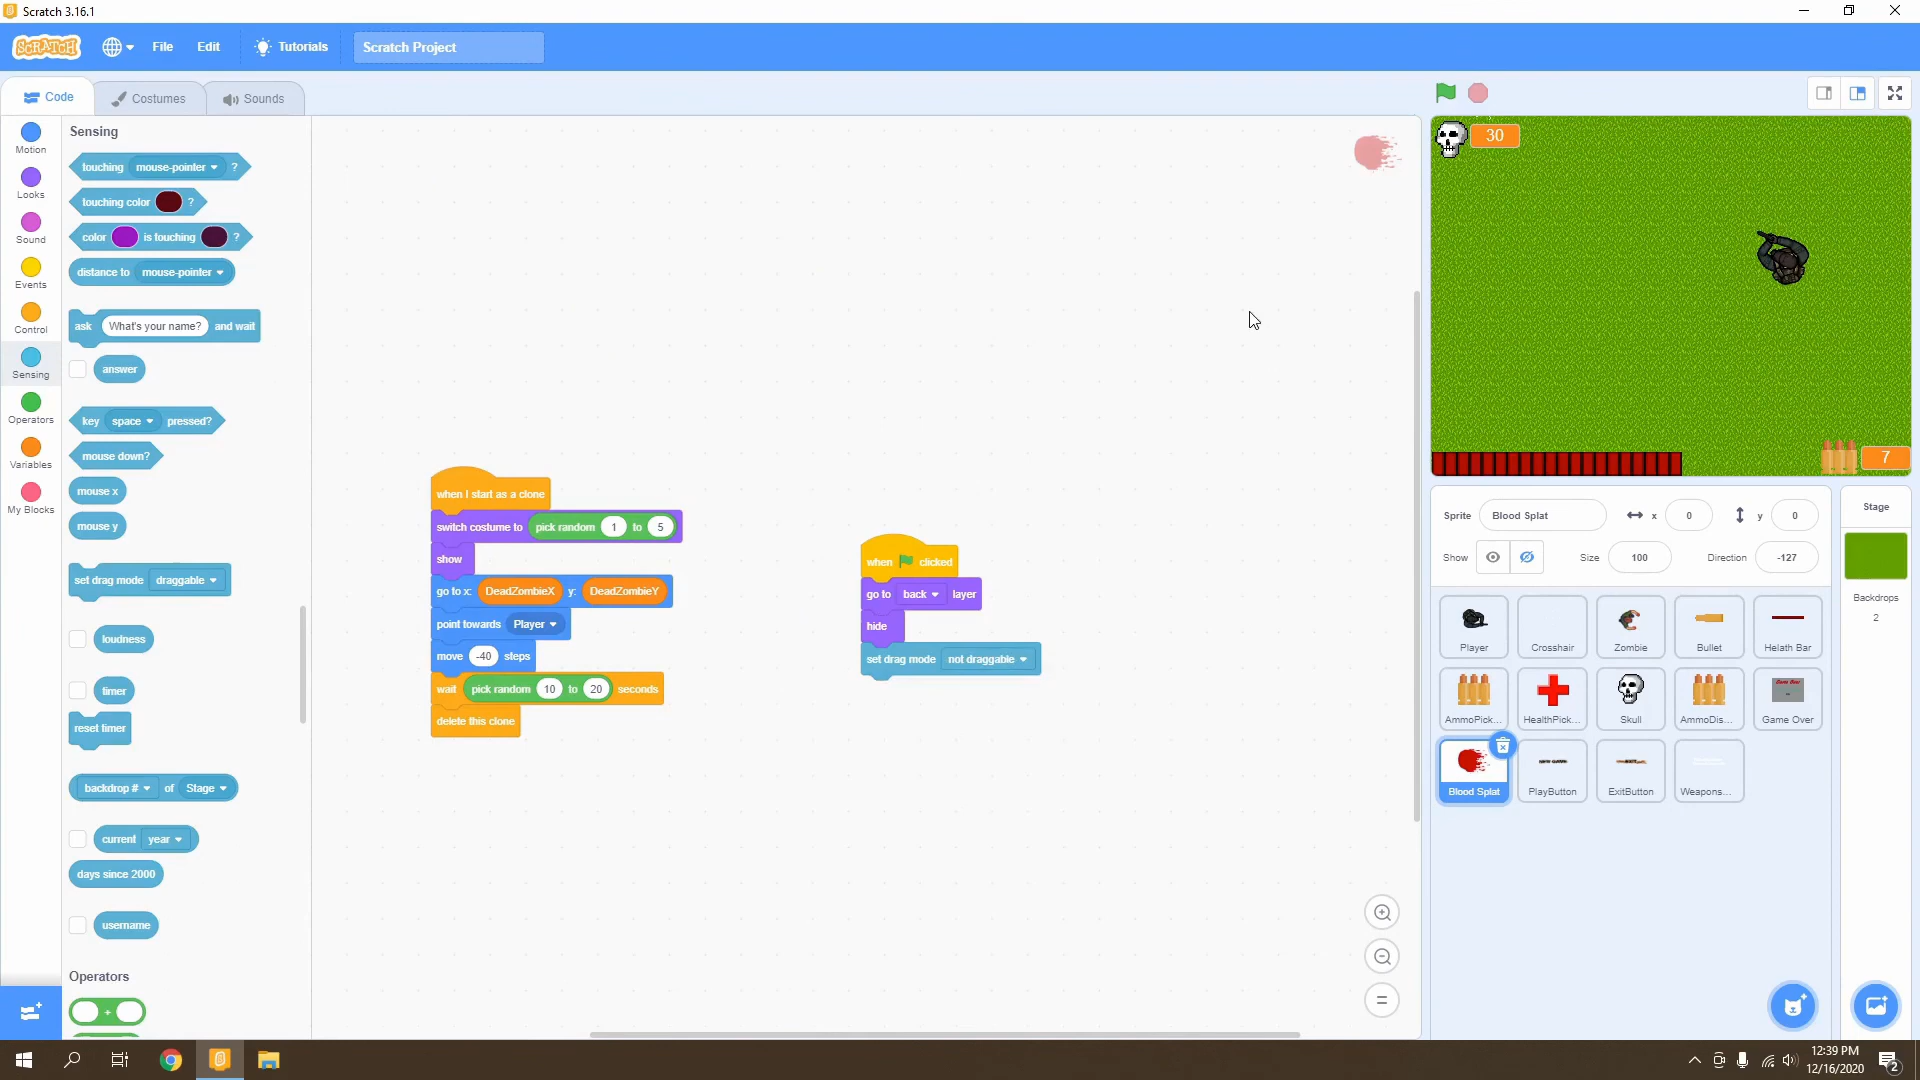 Scratch 3.16.1
SCRATCH
File
Edit
Tutorials
Scratch Project
Code
Costumes
Sounds
Motion
Looks
Sound
Events
Control
Sensing
Operators
Variables
My Blocks
Sensing
touching mouse-pointer ?
touching color ?
color is touching ?
distance to mouse-pointer
ask What's your name? and wait
answer
key space pressed?
mouse down?
mouse x
mouse y
set drag mode draggable
loudness
timer
reset timer
backdrop # of Stage
current year
days since 2000
username
Operators
+
when I start as a clone
switch costume to pick random 1 to 5
show
go to x: DeadZombieX y: DeadZombieY
point towards Player
move -40 steps
wait pick random 10 to 20 seconds
delete this clone
when clicked
go to back layer
hide
set drag mode not draggable
30
7
Sprite Blood Splat x 0 y 0
Show Size 100 Direction -127
Player
Crosshair
Zombie
Bullet
Helath Bar
AmmoPick...
HealthPick...
Skull
AmmoDis...
Game Over
Blood Splat
PlayButton
ExitButton
Weapons...
Stage
Backdrops
2
12:39 PM
12/16/2020
2